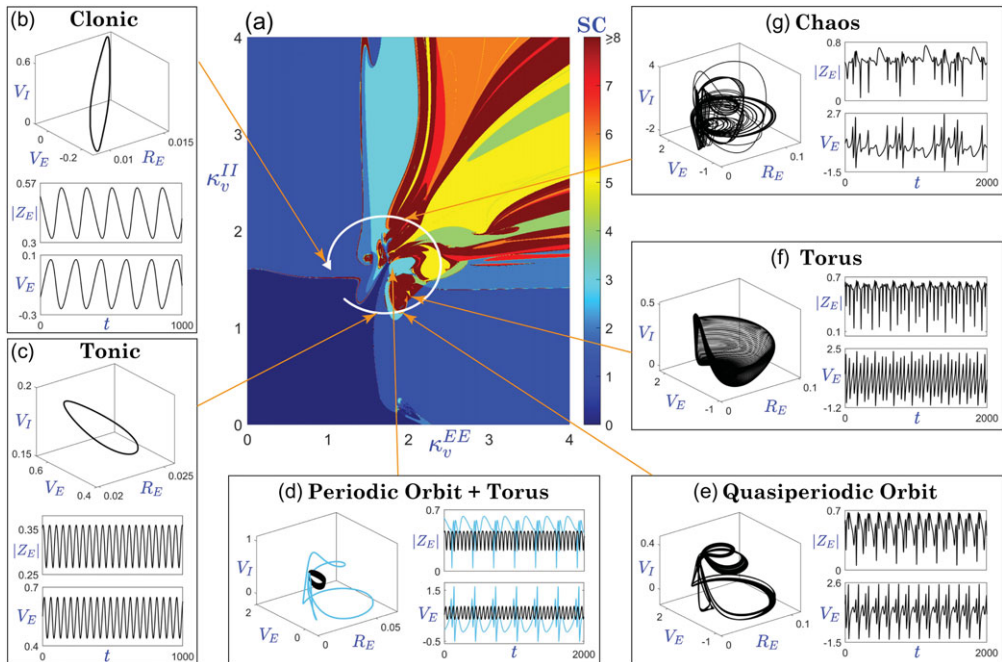 (b) Clonic
0.6
V_I
0
0
V_E -0.2
0.01
R_E
0.015
0.57
|Z_E|
0.3
0.1
V_E
-0.3
0 t 1000
(c) Tonic
0.2
V_I
0.15
0.6
V_E
0.4
0.02
R_E
0.025
0.35
|Z_E|
0.25
0.7
V_E
0.4
0 t 1000
(a)
SC
4
3
κ_v^{II}
2
1
0
0 1 2 3 4
κ_v^{EE}
≥8
7
6
5
4
3
2
1
0
(d) Periodic Orbit + Torus
1
V_I
0
2
V_E
0
0
R_E
0.05
0.7
|Z_E|
0
1.5
V_E
-0.5
0 t 2000
(g) Chaos
4
V_I
-2
2
V_E
-1
0
R_E
0.1
0.8
|Z_E|
0
2.7
V_E
-1.5
0 t 2000
(f) Torus
0.5
V_I
0
2
V_E
-1
0
R_E
0.1
0.7
|Z_E|
0.1
2.5
V_E
-1.2
0 t 2000
(e) Quasiperiodic Orbit
0.4
V_I
0
2
V_E
-1
0
R_E
0.1
0.7
|Z_E|
0
2.6
V_E
-1.5
0 t 2000